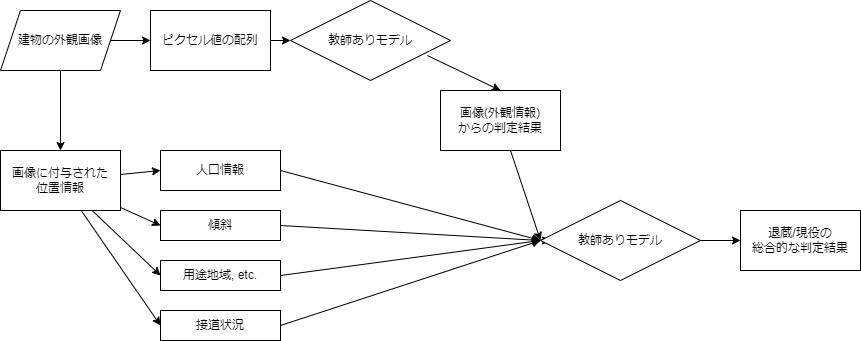 建物の外観画像
ピクセル値の配列
教師ありモデル
画像(外観情報)
からの判定結果
画像に付与された
位置情報
人口情報
傾斜
用途地域, etc.
接道状況
教師ありモデル
退蔵/現役の
総合的な判定結果